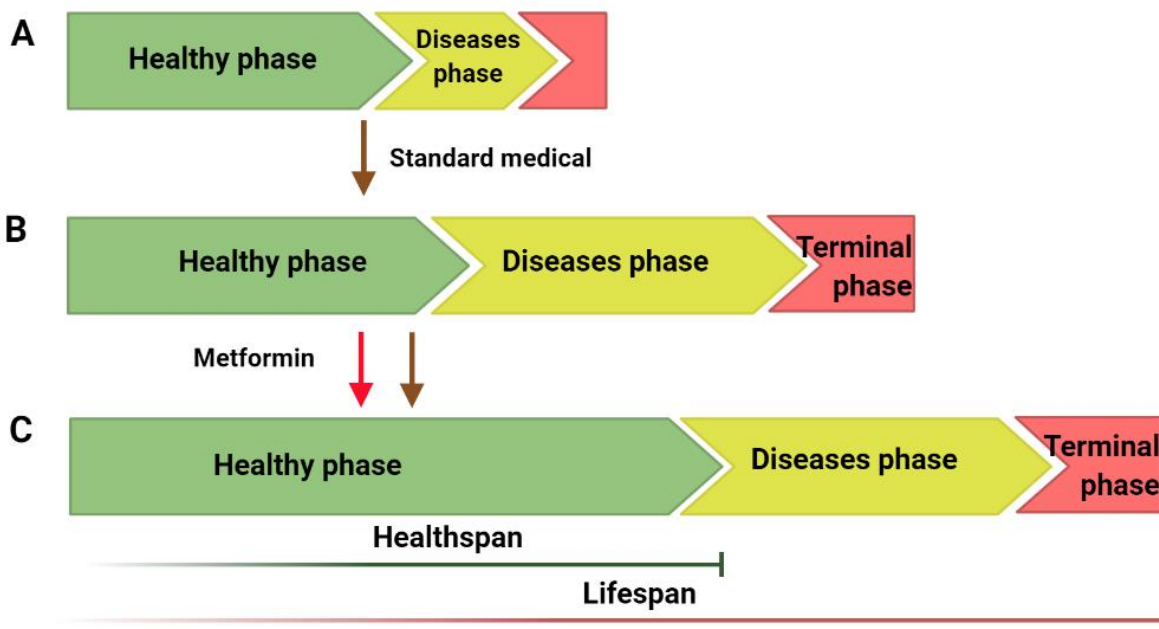 A
Healthy phase
Diseases
phase
Standard medical
B
Healthy phase
Diseases phase
Terminal
phase
Metformin
C
Healthy phase
Diseases phase
Terminal
phase
Healthspan
Lifespan